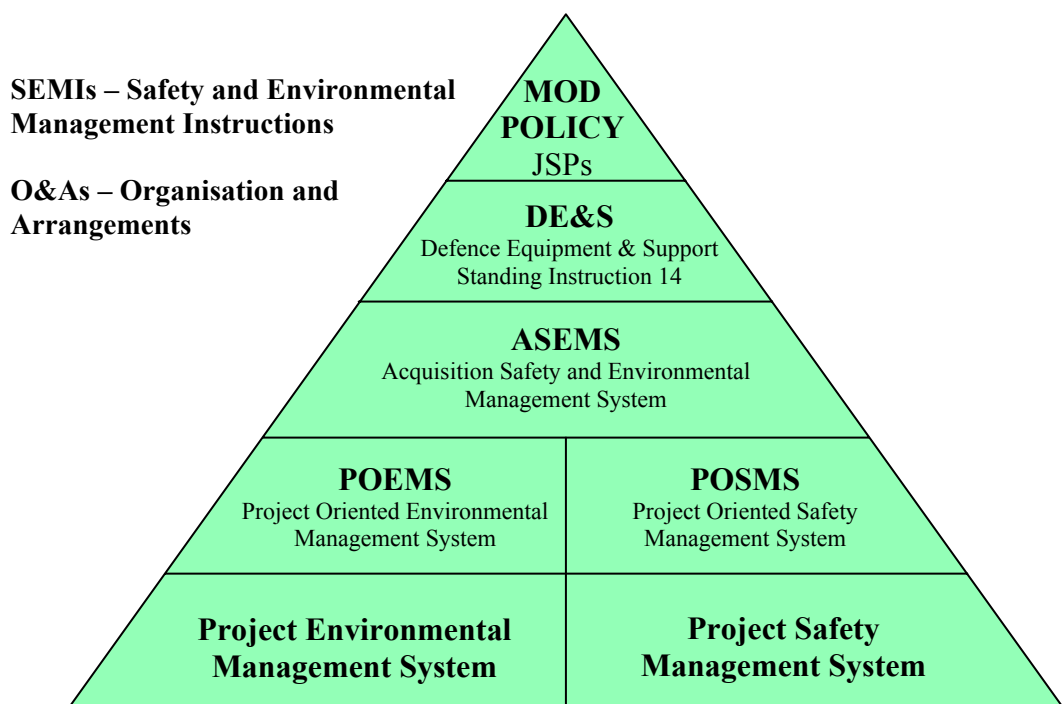 SEMIs – Safety and Environmental
Management Instructions
O&As – Organisation and
Arrangements
MOD
POLICY
JSPs
DE&S
Defence Equipment & Support
Standing Instruction 14
ASEMS
Acquisition Safety and Environmental
Management System
POEMS
Project Oriented Environmental
Management System
POSMS
Project Oriented Safety
Management System
Project Environmental
Management System
Project Safety
Management System